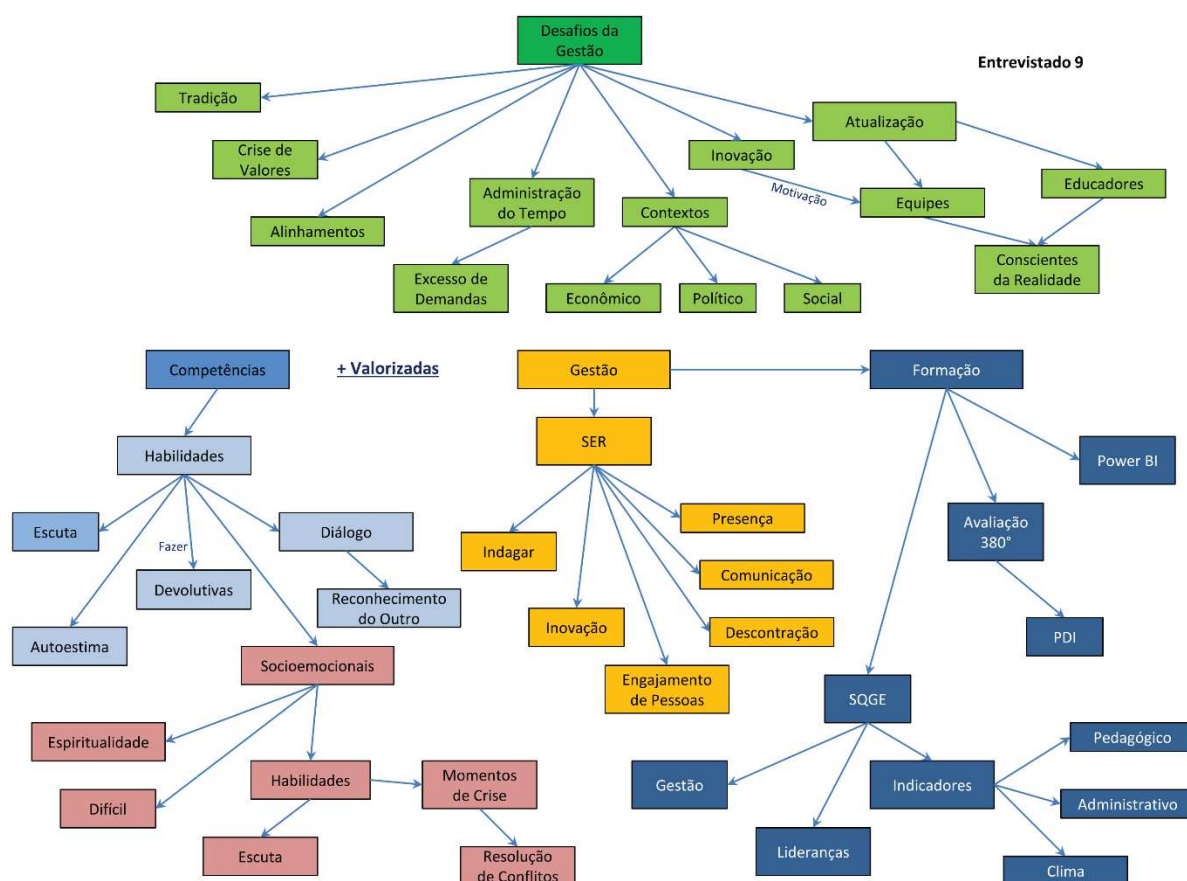 Desafios da
Gestão
Entrevistado 9
Tradição
Atualização
Crise de
Valores
Inovação
Motivação
Educadores
Administração
do Tempo
Contextos
Equipes
Alinhamentos
Conscientes
da Realidade
Excesso de
Demandas
Econômico
Político
Social
Competências
+ Valorizadas
Gestão
Formação
Habilidades
SER
Power BI
Escuta
Fazer
Diálogo
Presença
Indagar
Avaliação
380°
Devolutivas
Reconhecimento
do Outro
Comunicação
Autoestima
Inovação
Descontração
PDI
Socioemocionais
Engajamento
de Pessoas
SQGE
Espiritualidade
Pedagógico
Habilidades
Momentos
de Crise
Gestão
Indicadores
Difícil
Administrativo
Escuta
Resolução
de Conflitos
Lideranças
Clima